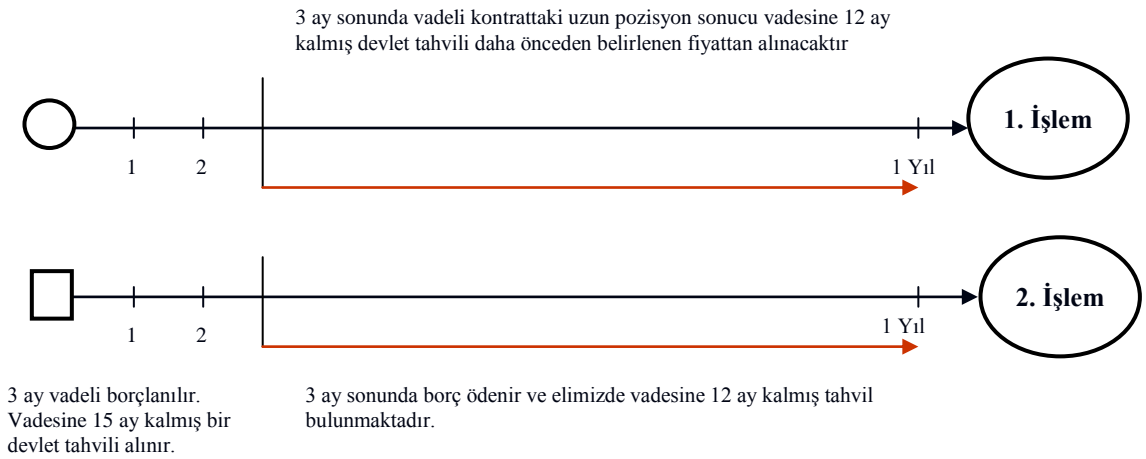 3 ay sonunda vadeli kontrattaki uzun pozisyon sonucu vadesine 12 ay
kalmış devlet tahvili daha önceden belirlenen fiyattan alınacaktır
1. İşlem
1
2
1 Yıl
2. İşlem
1
2
1 Yıl
3 ay vadeli borçlanılır.
Vadesine 15 ay kalmış bir
devlet tahvili alınır.
3 ay sonunda borç ödenir ve elimizde vadesine 12 ay kalmış tahvil
bulunmaktadır.